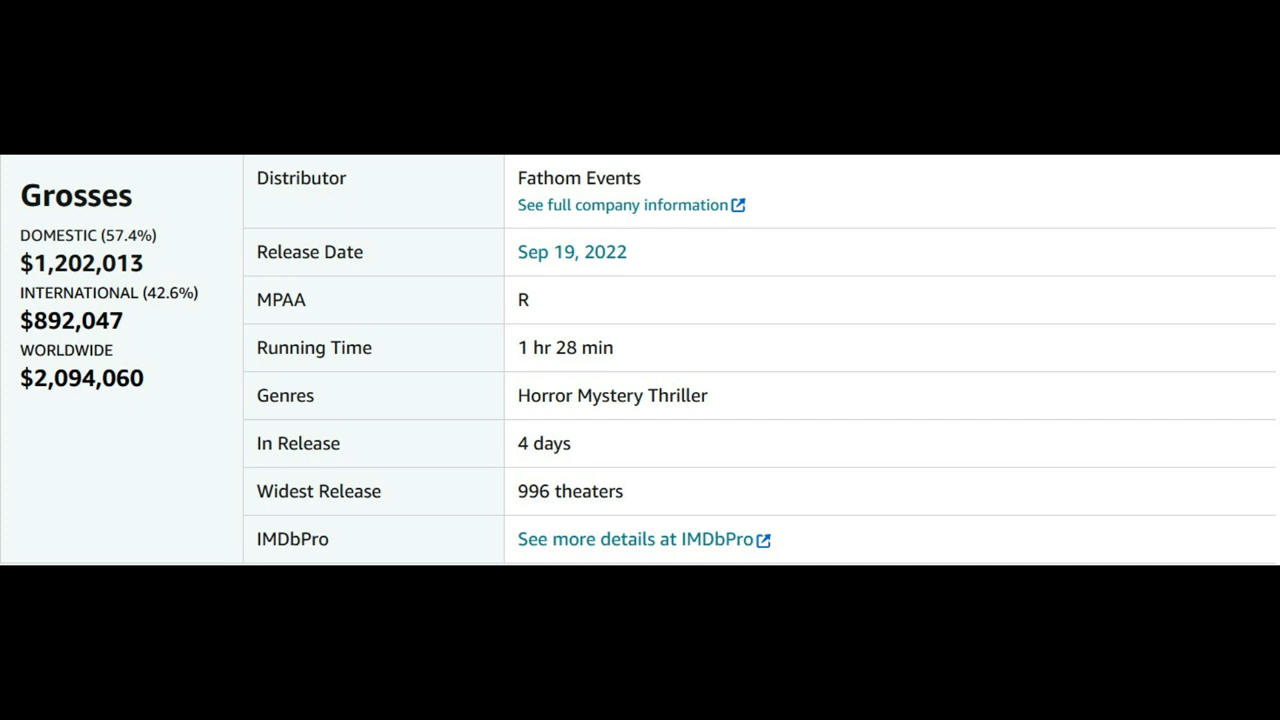 Grosses
DOMESTIC (57.4%)
$1,202,013
INTERNATIONAL (42.6%)
$892,047
WORLDWIDE
$2,094,060
Distributor
Fathom Events
See full company information
Release Date
Sep 19, 2022
MPAA
R
Running Time
1 hr 28 min
Genres
Horror Mystery Thriller
In Release
4 days
Widest Release
996 theaters
IMDbPro
See more details at IMDbPro